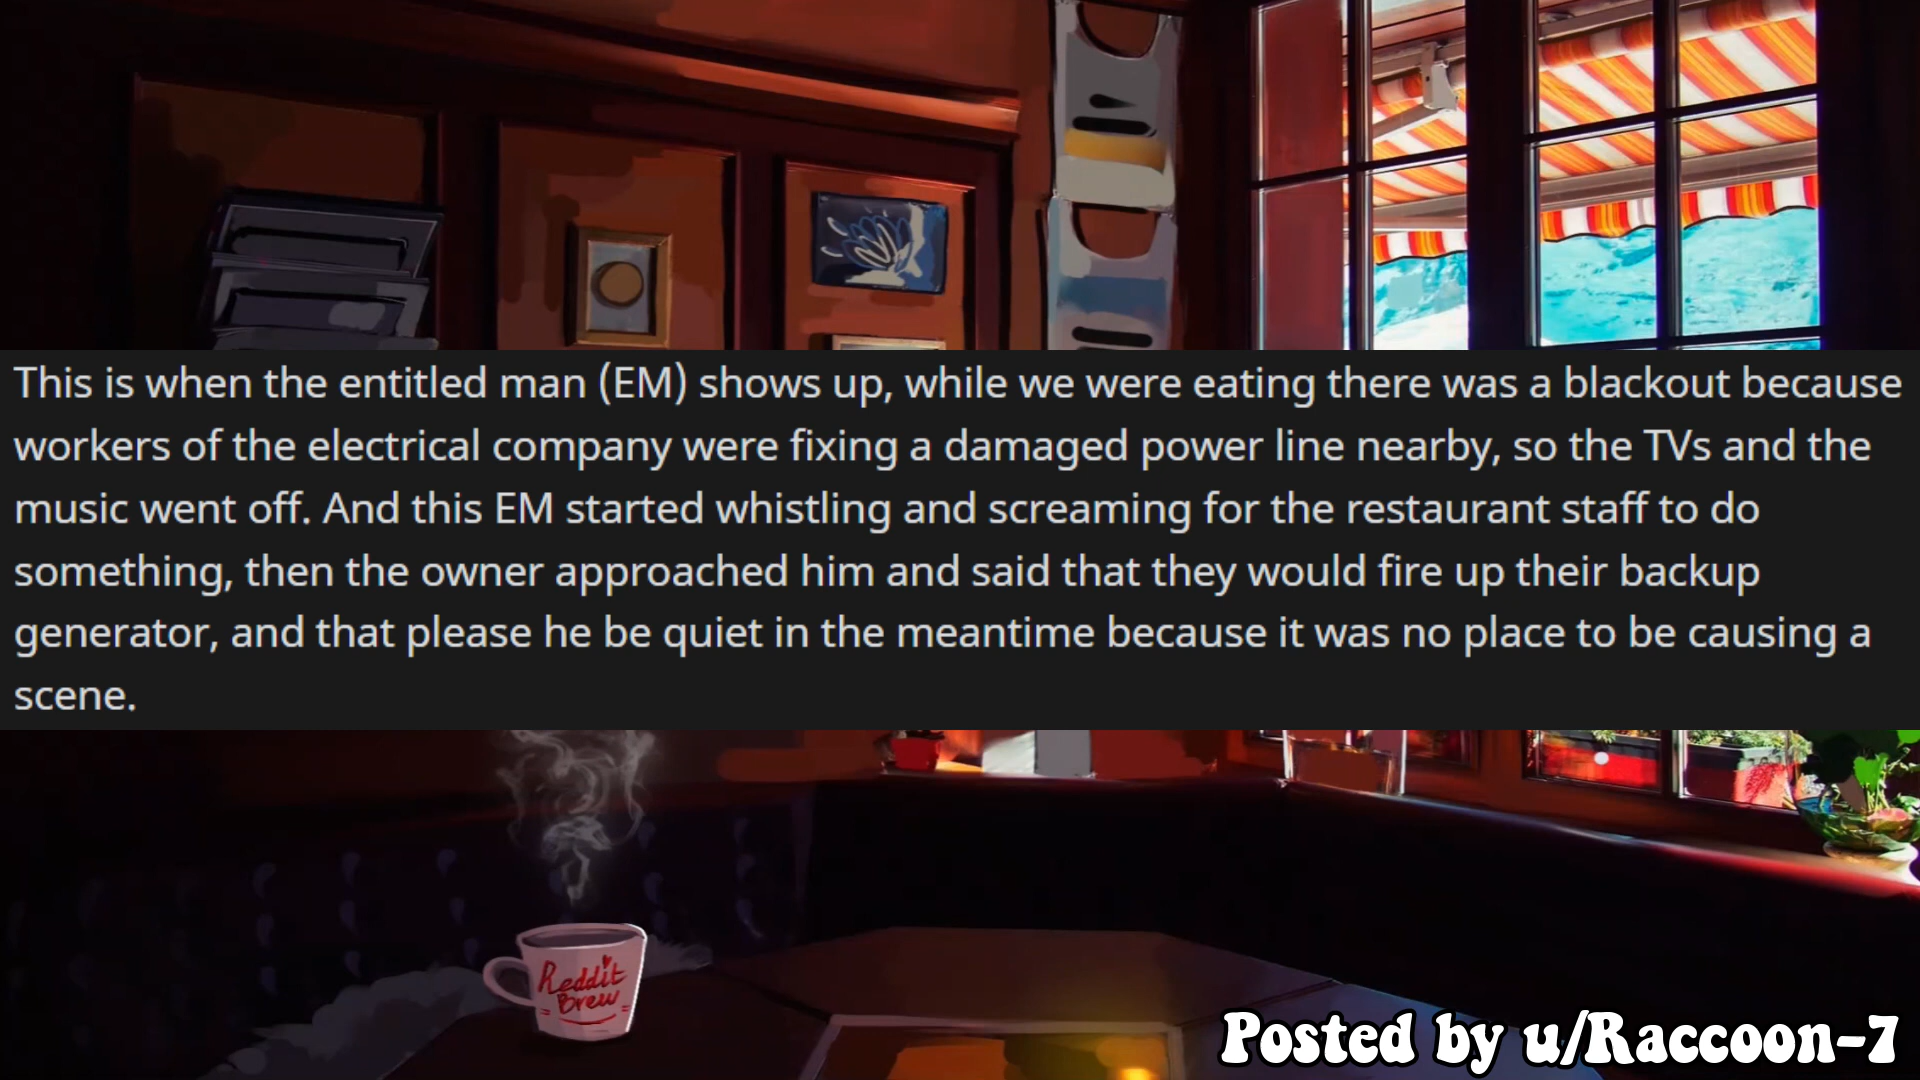 This is when the entitled man (EM) shows up, while we were eating there was a blackout because
workers of the electrical company were fixing a damaged power line nearby, so the TVs and the
music went off. And this EM started whistling and screaming for the restaurant staff to do
something, then the owner approached him and said that they would fire up their backup
generator, and that please he be quiet in the meantime because it was no place to be causing a
scene.
Reddit
Brew
Posted by u/Raccoon-7